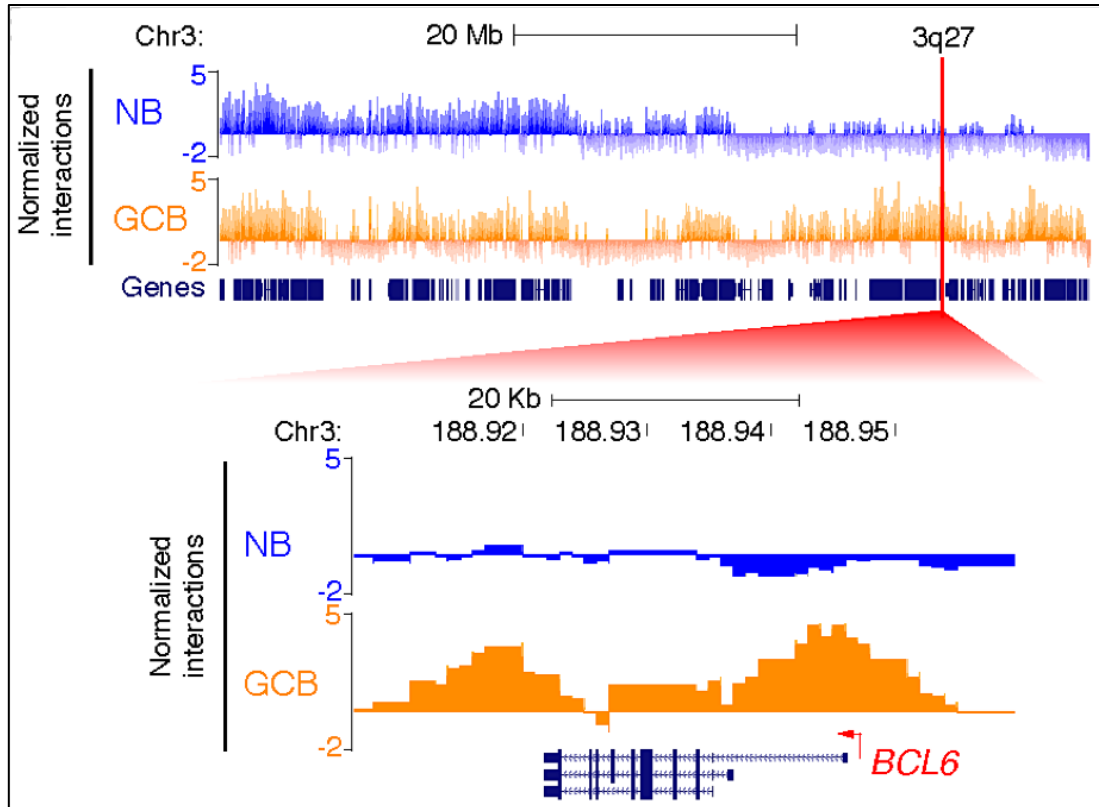 Chr3: 20 Mb 3q27
Normalized interactions
5
NB
-2
5
GCB
-2
Genes
20 Kb
Chr3: 188.92 188.93 188.94 188.95
Normalized interactions
5
NB
-2
5
GCB
-2
BCL6